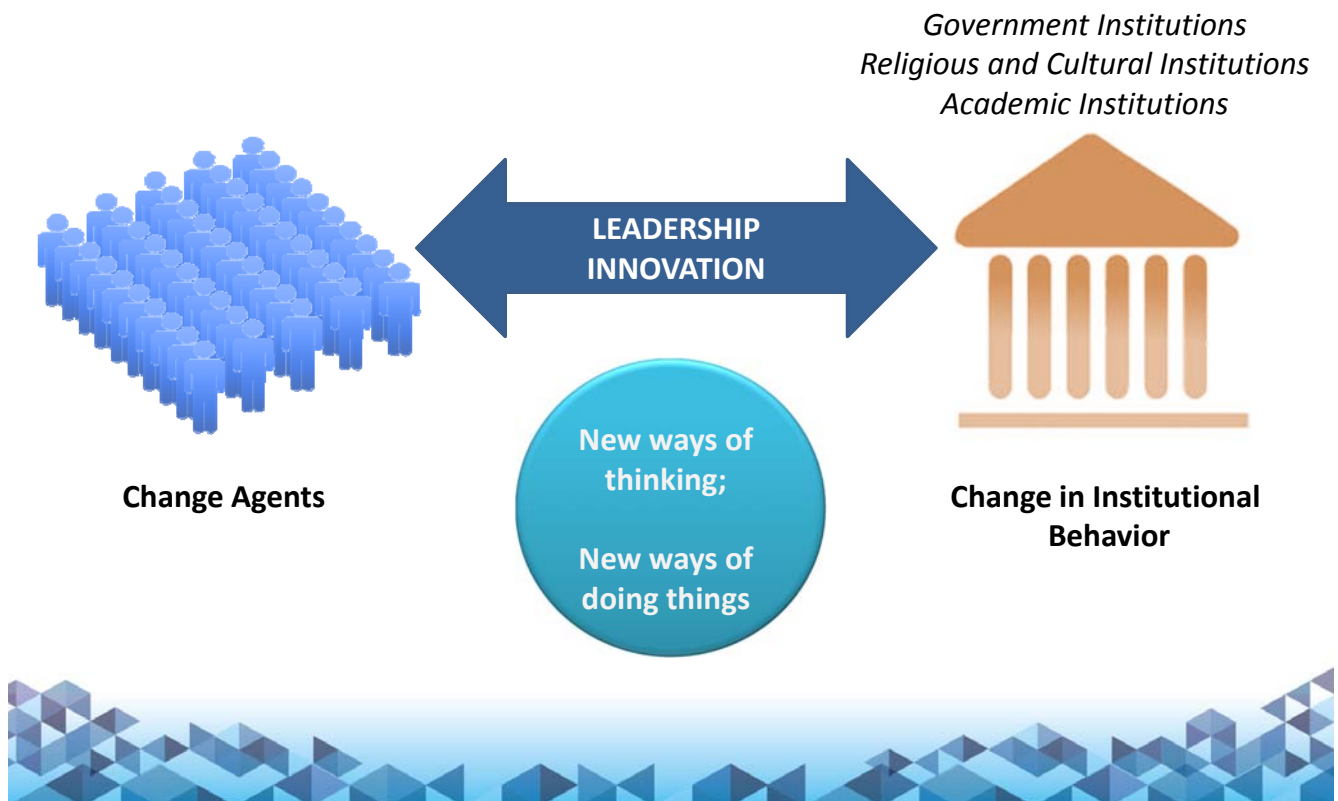 Government Institutions
Religious and Cultural Institutions
Academic Institutions
LEADERSHIP
INNOVATION
New ways of
thinking;
New ways of
doing things
Change Agents
Change in Institutional
Behavior